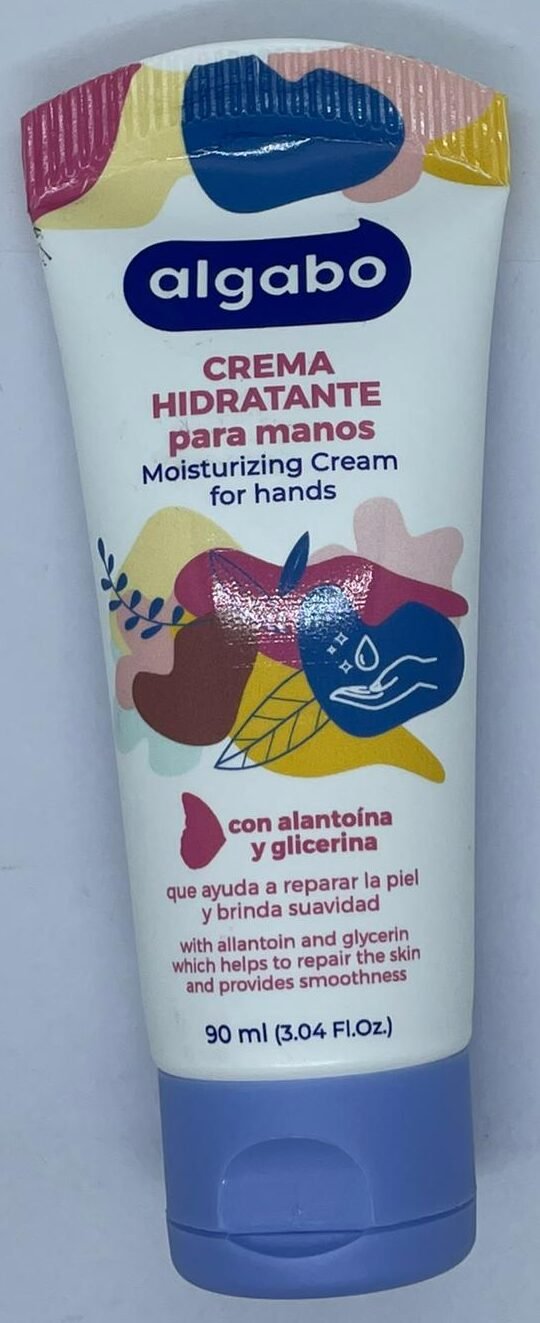 algabo
CREMA
HIDRATANTE
para manos
Moisturizing Cream
for hands
con alantoína
y glicerina
que ayuda a reparar la piel
y brinda suavidad
with allantoin and glycerin
which helps to repair the skin
and provides smoothness
90 ml (3.04 Fl.Oz.)